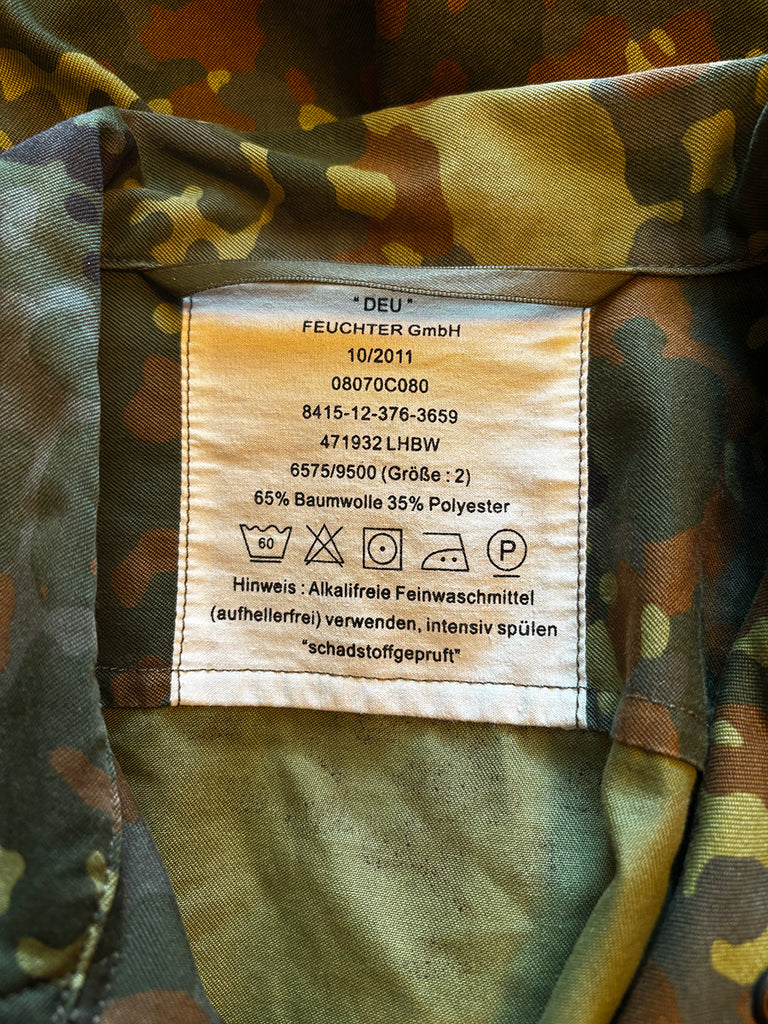 "DEU"
FEUCHTER GmbH
10/2011
08070C080
8415-12-376-3659
471932 LHBW
6575/9500 (Größe : 2)
65% Baumwolle 35% Polyester
60 P
Hinweis : Alkalifreie Feinwaschmittel
(aufhellerfrei) verwenden, intensiv spülen
"schadstoffgepruft"